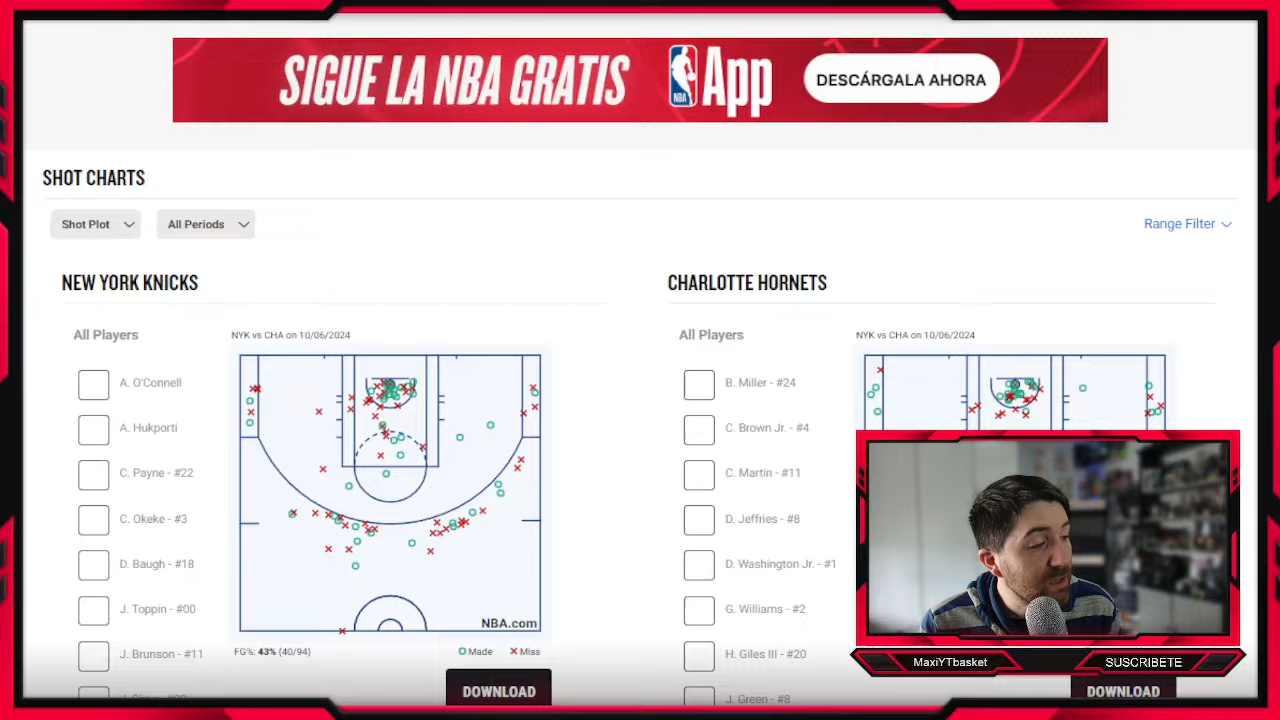 SIGUE LA NBA GRATIS
NBA
App
DESCÁRGALA AHORA
SHOT CHARTS
Shot Plot
All Periods
Range Filter
NEW YORK KNICKS
CHARLOTTE HORNETS
All Players
NYK vs CHA on 10/06/2024
All Players
NYK vs CHA on 10/06/2024
A. O'Connell
A. Hukporti
C. Payne - #22
C. Okeke - #3
D. Baugh - #18
J. Toppin - #00
J. Brunson - #11
NBA.com
FG%: 43% (40/94)
Made
Miss
DOWNLOAD
B. Miller - #24
C. Brown Jr. - #4
C. Martin - #11
D. Jeffries - #8
D. Washington Jr. - #1
G. Williams - #2
H. Giles III - #20
J. Green - #8
DOWNLOAD
MaxiYTbasket
SUSCRIBETE